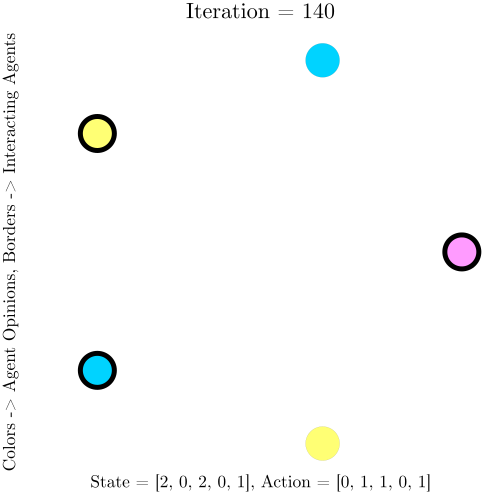 Iteration = 140
Colors -> Agent Opinions, Borders -> Interacting Agents
State = [2, 0, 2, 0, 1], Action = [0, 1, 1, 0, 1]